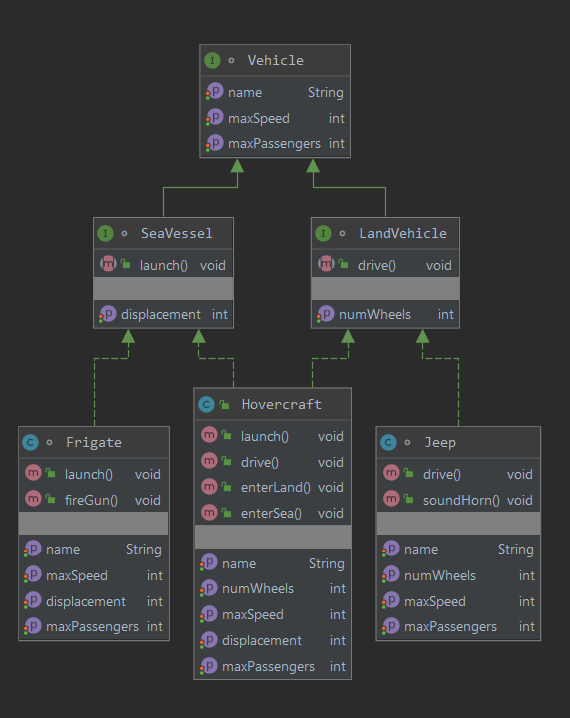 I Vehicle
p name String
p maxSpeed int
p maxPassengers int
I SeaVessel
m launch() void
p displacement int
I LandVehicle
m drive() void
p numWheels int
C Frigate
m launch() void
m fireGun() void
p name String
p maxSpeed int
p displacement int
p maxPassengers int
C Hovercraft
m launch() void
m drive() void
m enterLand() void
m enterSea() void
p name String
p numWheels int
p maxSpeed int
p displacement int
p maxPassengers int
C Jeep
m drive() void
m soundHorn() void
p name String
p numWheels int
p maxSpeed int
p maxPassengers int